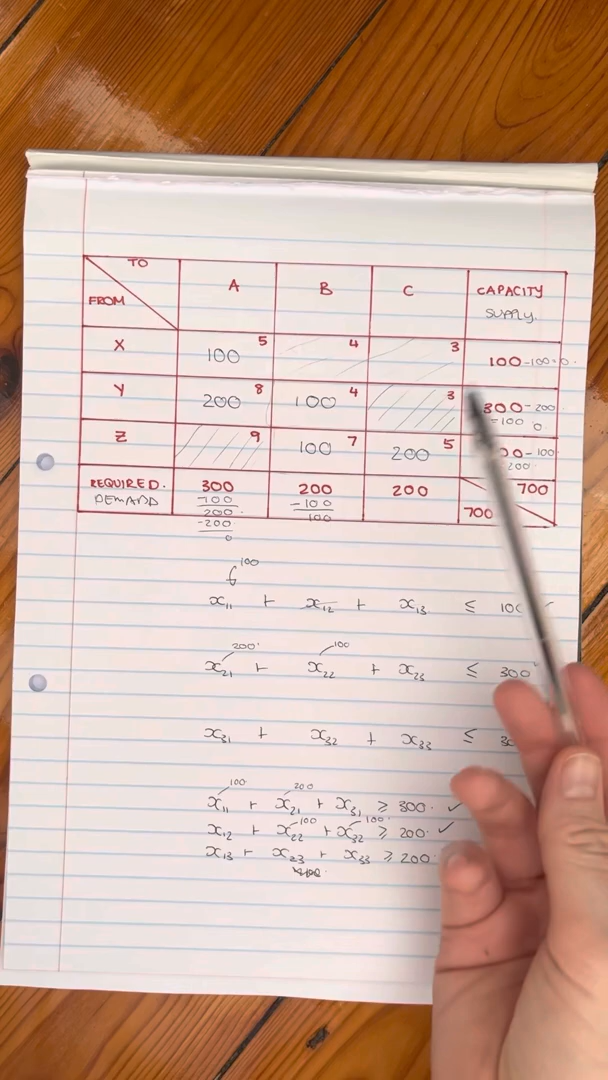 TO
FROM
A
B
C
CAPACITY
SUPPLY.
X
100 5
4
3
100-100=0.
Y
200 8
100 4
3
300-200
-100 0
Z
9
100 7
200 5
00-100
200.
REQUIRED.
DEMAND
300
-100
200
-200
0
200
-100
100
200
700
700
100
x₁₁ + x₁₂ + x₁₃ ≤ 100
200 100
x₂₁ + x₂₂ + x₂₃ ≤ 300
x₃₁ + x₃₂ + x₃₃ ≤
100 200
x₁₁ + x₂₁ + x₃₁ ≥ 300. ✓
100 100
x₁₂ + x₂₂ + x₃₂ ≥ 200. ✓
x₁₃ + x₂₃ + x₃₃ ≥ 200.